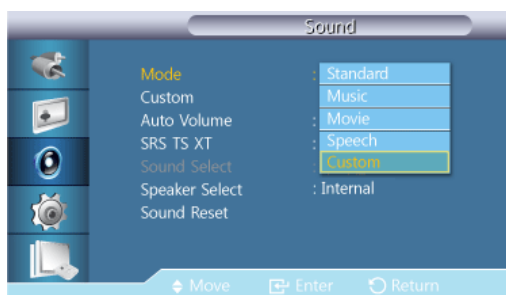 Sound
Mode : Standard
Custom Music
Auto Volume : Movie
SRS TS XT : Speech
Sound Select : Custom
Speaker Select : Internal
Sound Reset
Move Enter Return